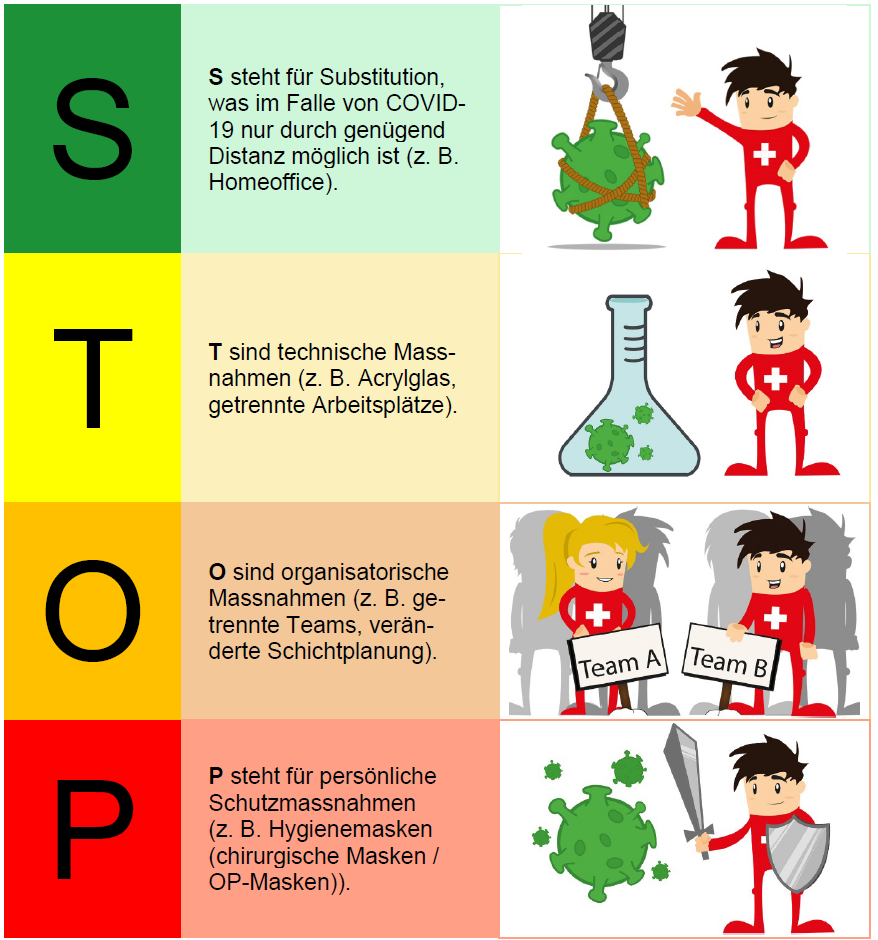 S
S steht für Substitution,
was im Falle von COVID-
19 nur durch genügend
Distanz möglich ist (z. B.
Homeoffice).
T
T sind technische Mass-
nahmen (z. B. Acrylglas,
getrennte Arbeitsplätze).
O
O sind organisatorische
Massnahmen (z. B. ge-
trennte Teams, verän-
derte Schichtplanung).
Team A
Team B
P
P steht für persönliche
Schutzmassnahmen
(z. B. Hygienemasken
(chirurgische Masken /
OP-Masken)).